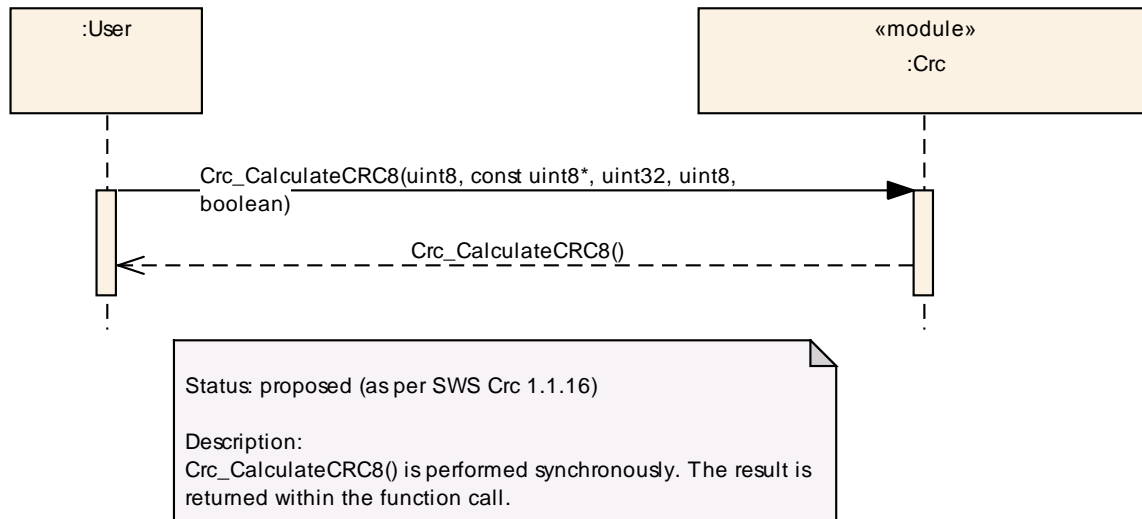 :User
«module»
:Crc
Crc_CalculateCRC8(uint8, const uint8*, uint32, uint8,
boolean)
Crc_CalculateCRC8()
Status: proposed (as per SWS Crc 1.1.16)
Description:
Crc_CalculateCRC8() is performed synchronously. The result is
returned within the function call.